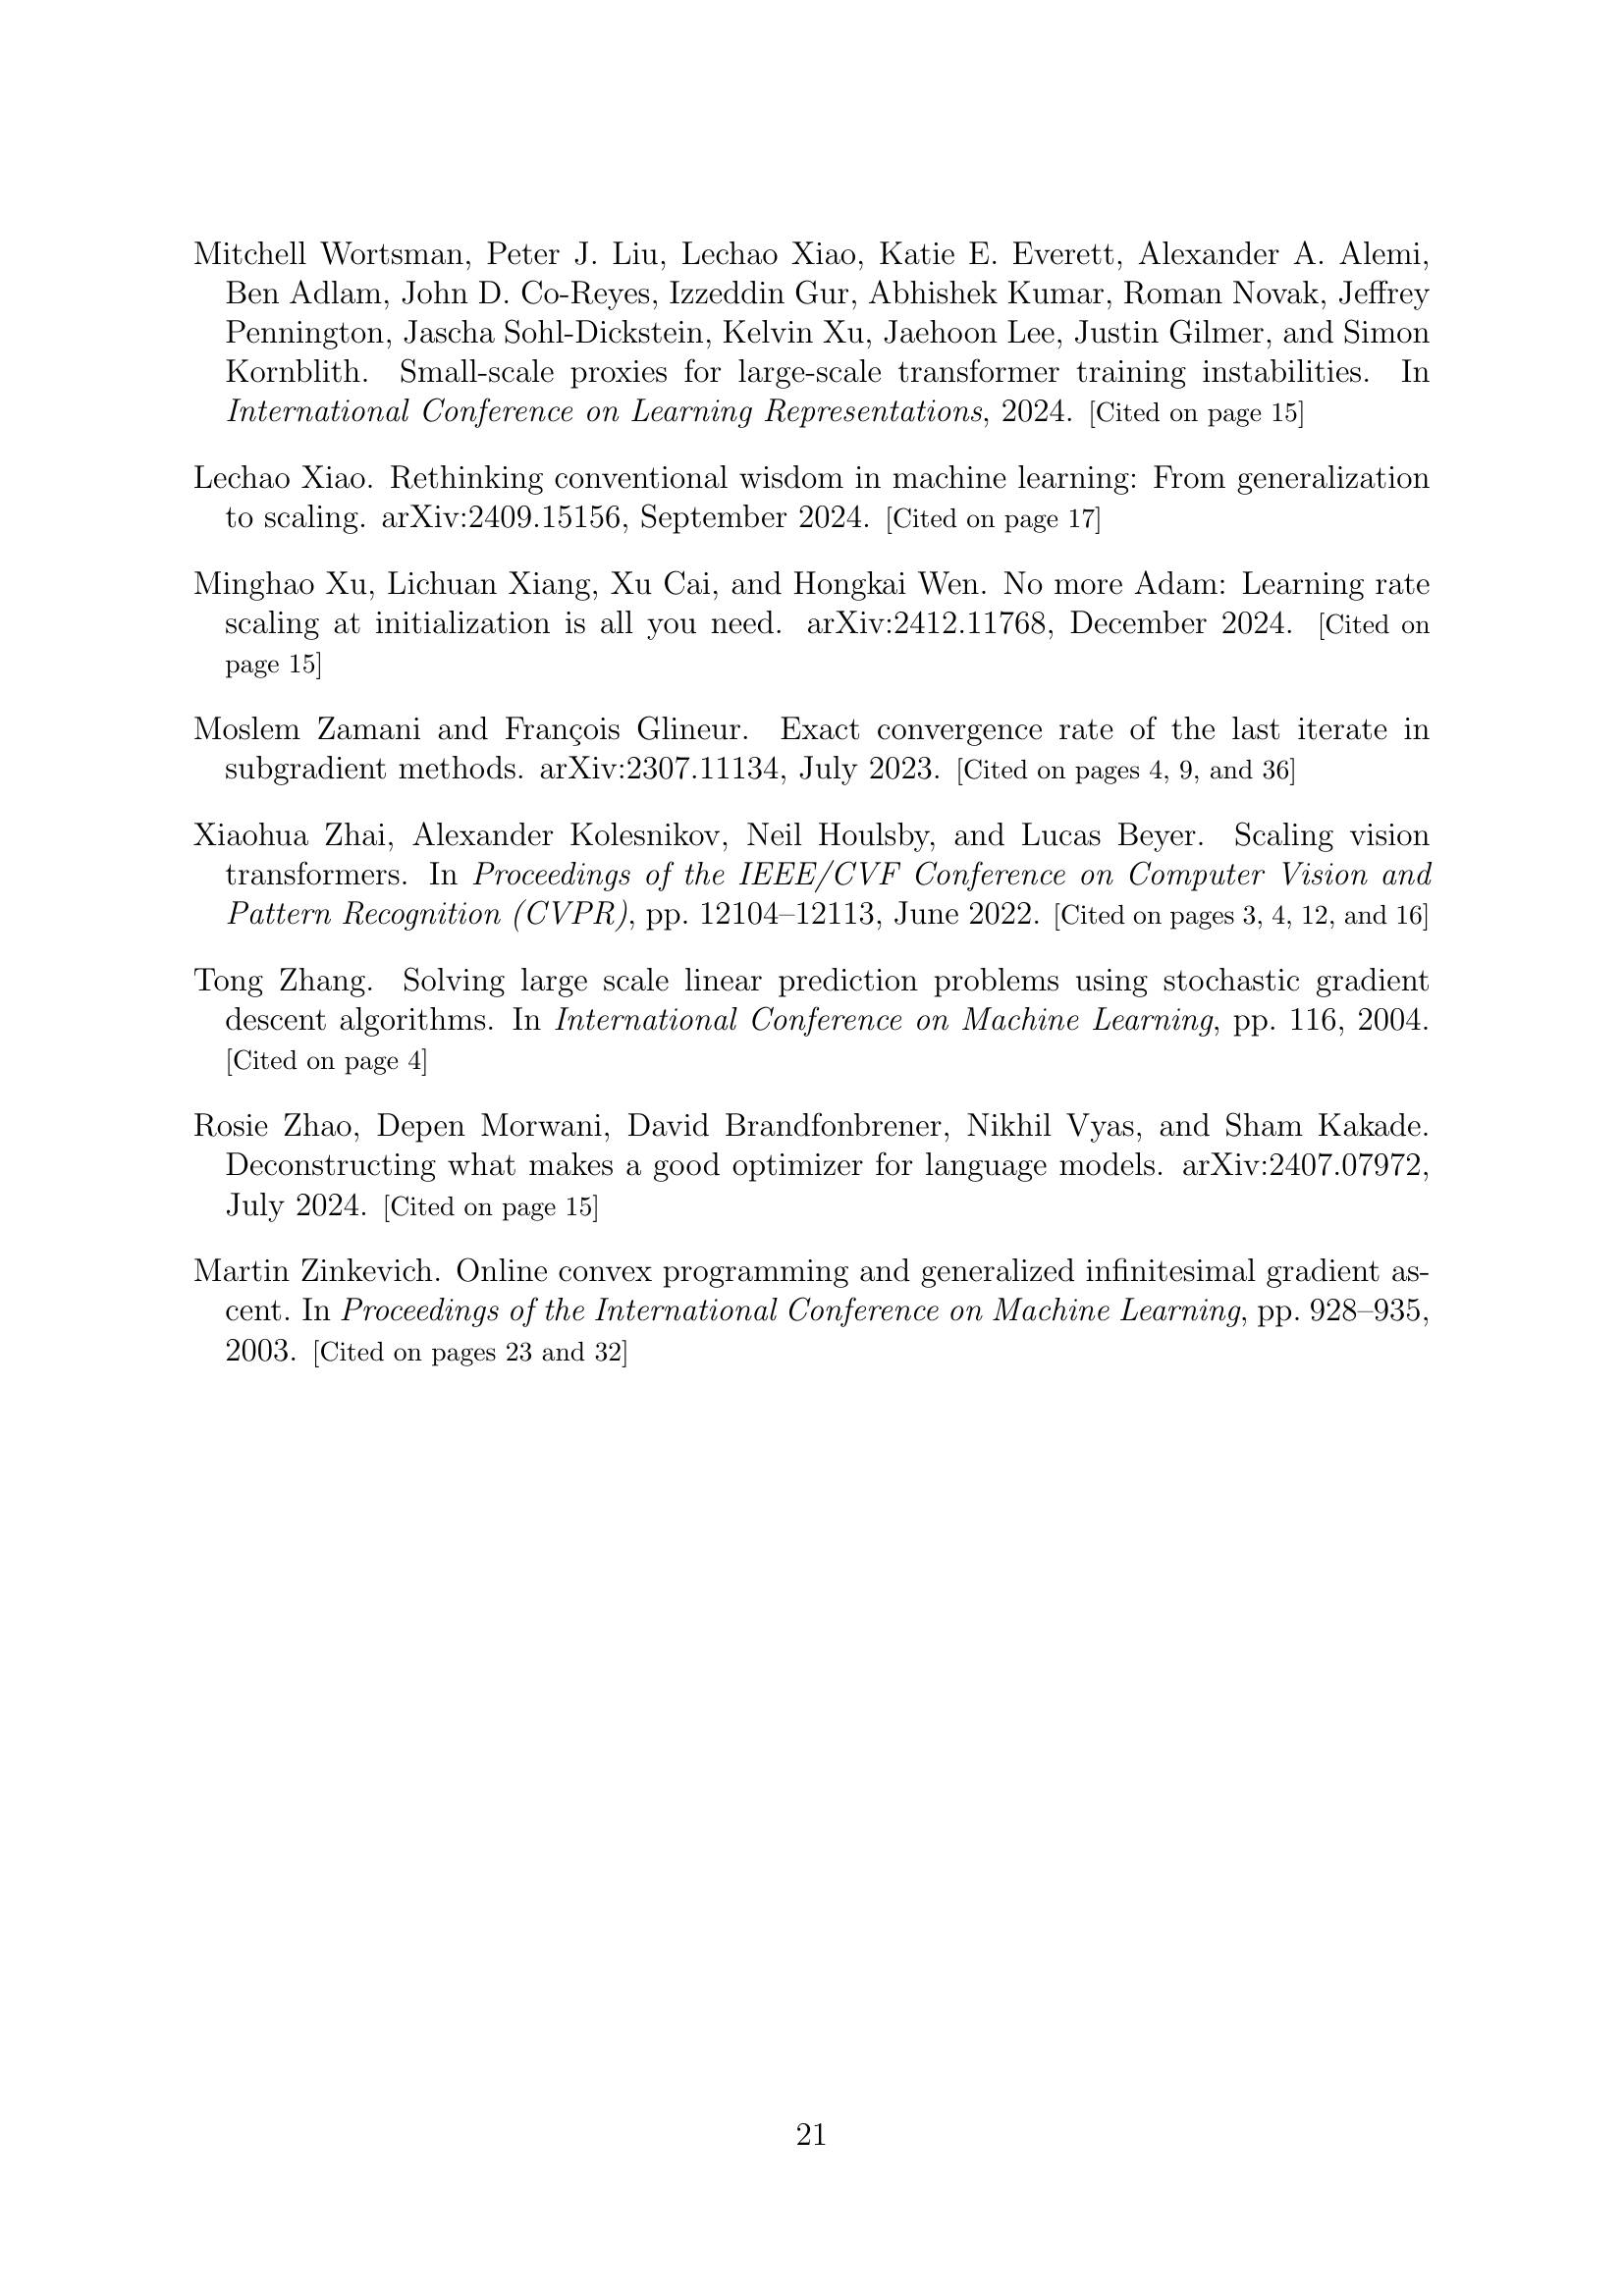 Mitchell Wortsman, Peter J. Liu, Lechao Xiao, Katie E. Everett, Alexander A. Alemi,
Ben Adlam, John D. Co-Reyes, Izzeddin Gur, Abhishek Kumar, Roman Novak, Jeffrey
Pennington, Jascha Sohl-Dickstein, Kelvin Xu, Jaehoon Lee, Justin Gilmer, and Simon
Kornblith. Small-scale proxies for large-scale transformer training instabilities. In
International Conference on Learning Representations, 2024. [Cited on page 15]
Lechao Xiao. Rethinking conventional wisdom in machine learning: From generalization
to scaling. arXiv:2409.15156, September 2024. [Cited on page 17]
Minghao Xu, Lichuan Xiang, Xu Cai, and Hongkai Wen. No more Adam: Learning rate
scaling at initialization is all you need. arXiv:2412.11768, December 2024. [Cited on
page 15]
Moslem Zamani and François Glineur. Exact convergence rate of the last iterate in
subgradient methods. arXiv:2307.11134, July 2023. [Cited on pages 4, 9, and 36]
Xiaohua Zhai, Alexander Kolesnikov, Neil Houlsby, and Lucas Beyer. Scaling vision
transformers. In Proceedings of the IEEE/CVF Conference on Computer Vision and
Pattern Recognition (CVPR), pp. 12104–12113, June 2022. [Cited on pages 3, 4, 12, and 16]
Tong Zhang. Solving large scale linear prediction problems using stochastic gradient
descent algorithms. In International Conference on Machine Learning, pp. 116, 2004.
[Cited on page 4]
Rosie Zhao, Depen Morwani, David Brandfonbrener, Nikhil Vyas, and Sham Kakade.
Deconstructing what makes a good optimizer for language models. arXiv:2407.07972,
July 2024. [Cited on page 15]
Martin Zinkevich. Online convex programming and generalized infinitesimal gradient as-
cent. In Proceedings of the International Conference on Machine Learning, pp. 928–935,
2003. [Cited on pages 23 and 32]
21